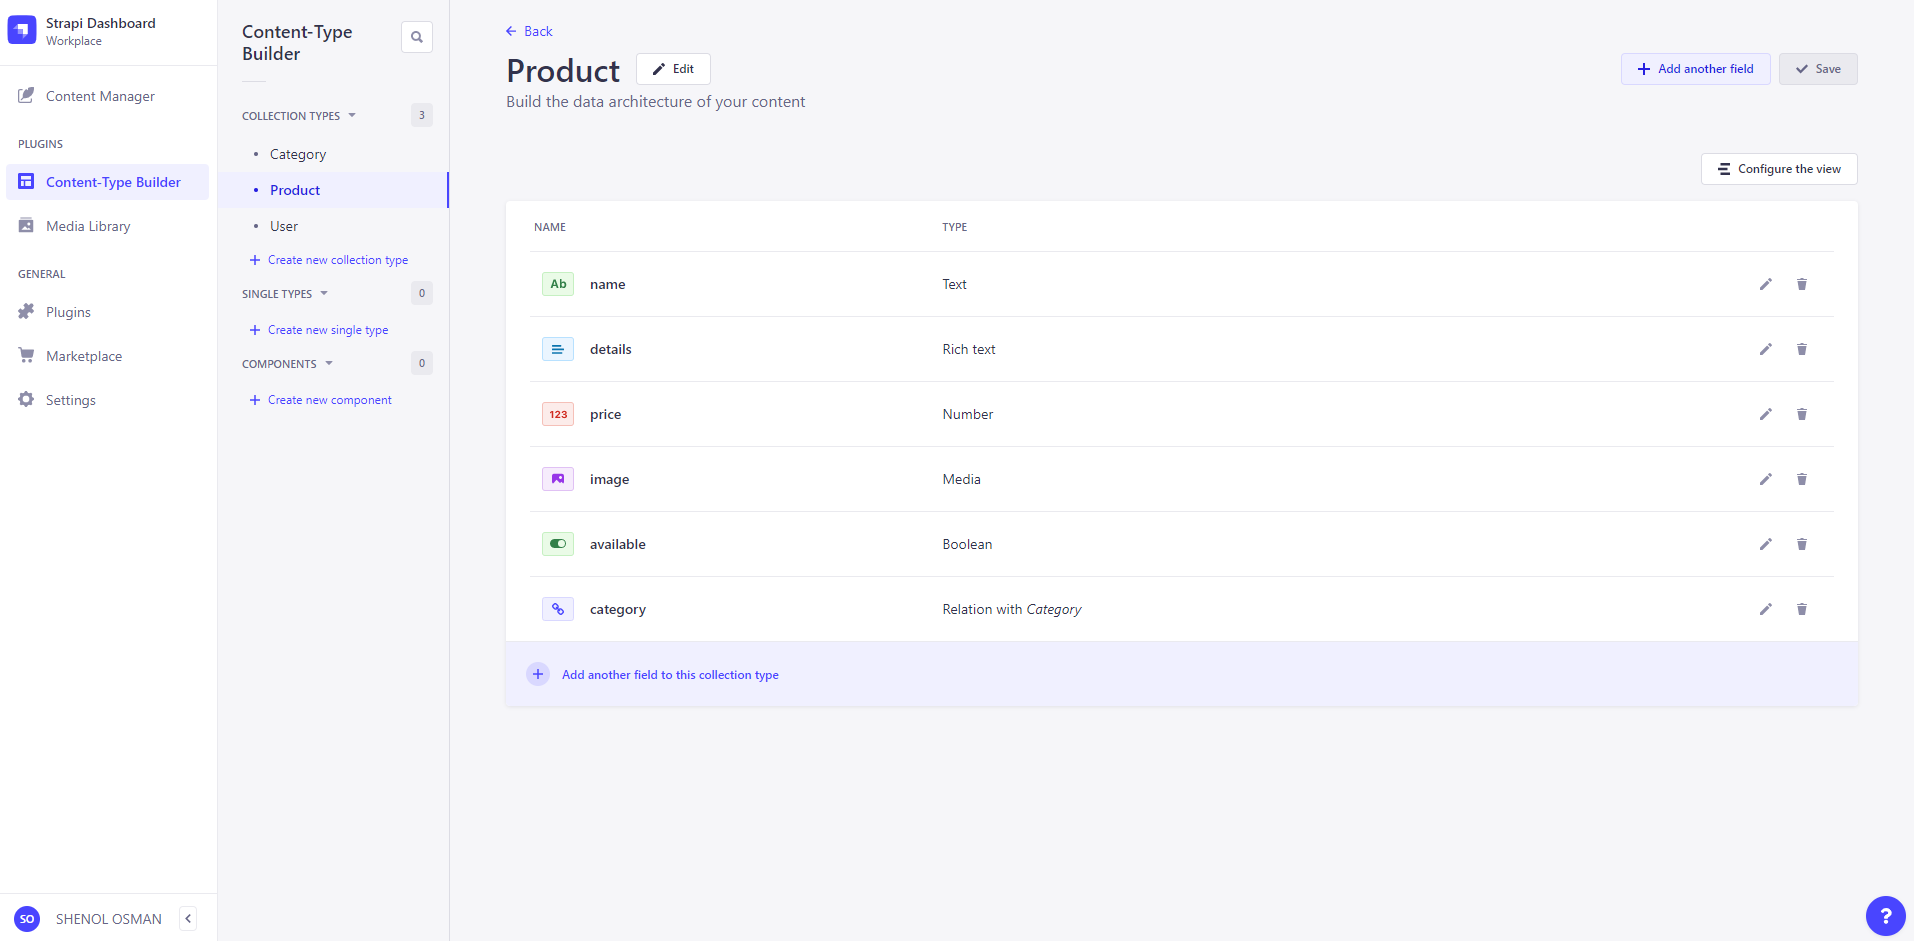 Strapi Dashboard
Workplace
Content Manager
PLUGINS
Content-Type Builder
Media Library
GENERAL
Plugins
Marketplace
Settings
SO
SHENOL OSMAN
Content-Type
Builder
COLLECTION TYPES
3
Category
Product
User
Create new collection type
SINGLE TYPES
0
Create new single type
COMPONENTS
0
Create new component
Back
Product
Edit
Build the data architecture of your content
Add another field
Save
Configure the view
NAME TYPE
Ab name Text
details Rich text
123 price Number
image Media
available Boolean
category Relation with Category
Add another field to this collection type
?